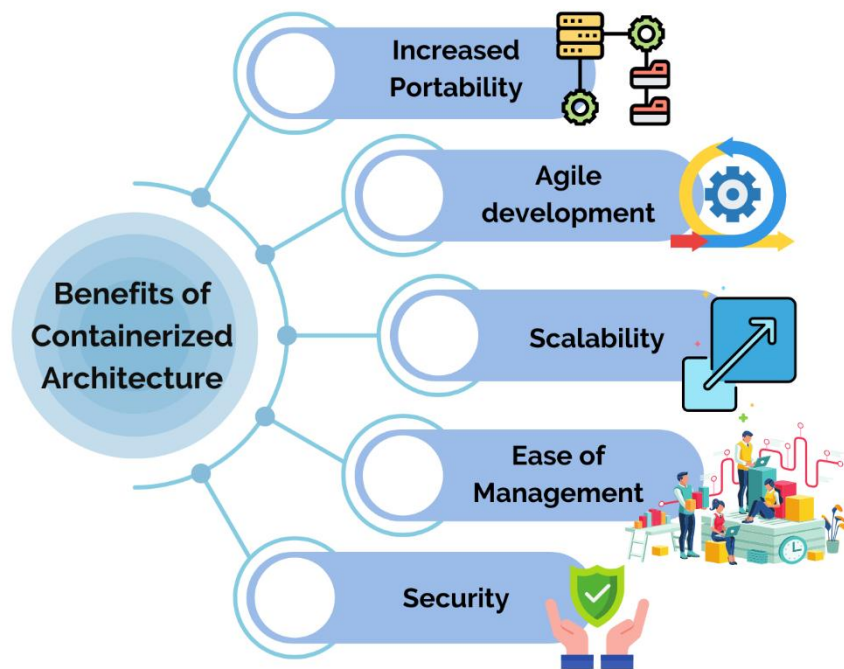 Increased
Portability
Agile
development
Benefits of
Containerized
Architecture
Scalability
Ease of
Management
Security